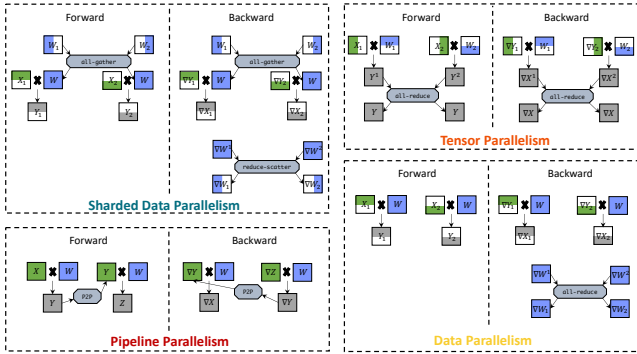 Forward
Backward
W₁
W₂
W₁
W₂
all-gather
all-gather
X₁ ✖ W
X₂ ✖ W
∇Y₁ ✖ W
∇Y₂ ✖ W
Y₁
Y₂
∇X₁
∇X₂
∇W¹
∇W²
reduce-scatter
∇W₁
∇W₂
Sharded Data Parallelism
Forward
Backward
X₁ ✖ W₁
X₂ ✖ W₂
∇Y₁ ✖ W₁
∇Y₂ ✖ W₂
Y¹
Y²
∇X¹
∇X²
all-reduce
all-reduce
Y
Y
∇X
∇X
Tensor Parallelism
Forward
Backward
X ✖ W
Y ✖ W
∇Y ✖ W
∇Z ✖ W
P2P
P2P
Y
Z
∇X
∇Y
Pipeline Parallelism
Forward
Backward
X₁ ✖ W
X₂ ✖ W
∇Y₁ ✖ W
∇Y₂ ✖ W
Y₁
Y₂
∇X₁
∇X₂
∇W¹
∇W²
all-reduce
∇W₁
∇W₂
Data Parallelism